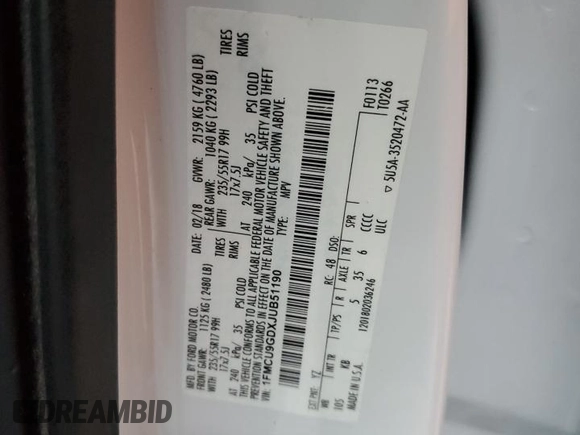 MFD. BY FORD MOTOR CO.
DATE: 02/18 GVWR: 2159 KG ( 4760 LB)
FRONT GAWR: 1125 KG ( 2480 LB) REAR GAWR: 1040 KG ( 2293 LB)
WITH 235/55R17 99H TIRES WITH 235/55R17 99H TIRES
17x7.5J RIMS 17x7.5J RIMS
AT 240 kPa/ 35 PSI COLD AT 240 kPa/ 35 PSI COLD
THIS VEHICLE CONFORMS TO ALL APPLICABLE FEDERAL MOTOR VEHICLE SAFETY AND THEFT
PREVENTION STANDARDS IN EFFECT ON THE DATE OF MANUFACTURE SHOWN ABOVE.
VIN: 1FMCU9GDXJUB51190 TYPE: MPV
F0113
T0266
EXT PNT: YZ RC: 48 DSO:
WB INT TR TP/PS R AXLE TR SPR
105 KB 5 35 6 CCCC
MADE IN U.S.A. 1201802036246 ULC
▽ 5U5A-3520472-AA
DREAMBID